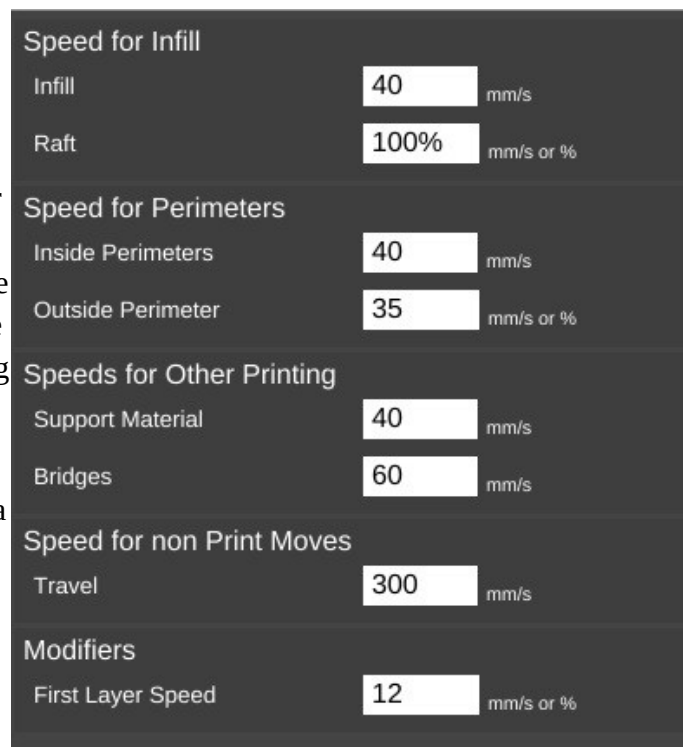 Speed for Infill
Infill 40 mm/s
Raft 100% mm/s or %
Speed for Perimeters
Inside Perimeters 40 mm/s
e
Outside Perimeter 35 mm/s or %
e
g
Speeds for Other Printing
Support Material 40 mm/s
Bridges 60 mm/s
a
Speed for non Print Moves
Travel 300 mm/s
Modifiers
First Layer Speed 12 mm/s or %